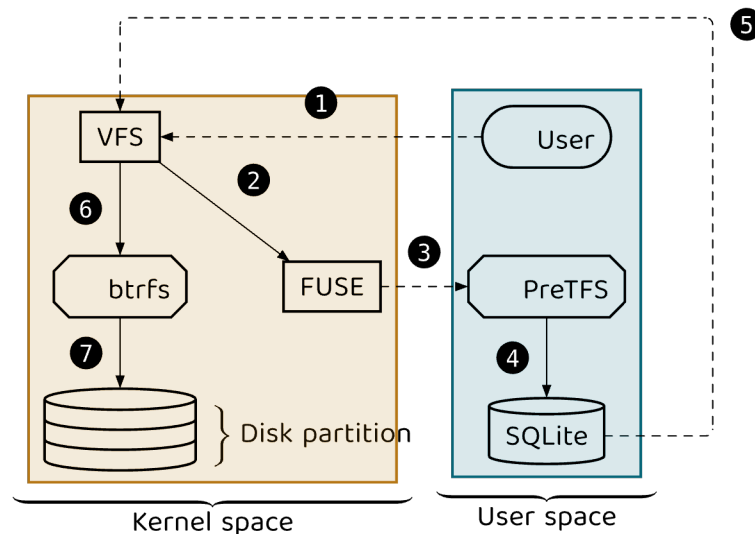 5
1
VFS
User
2
6
3
btrfs
FUSE
PreTFS
7
4
Disk partition
SQLite
Kernel space
User space